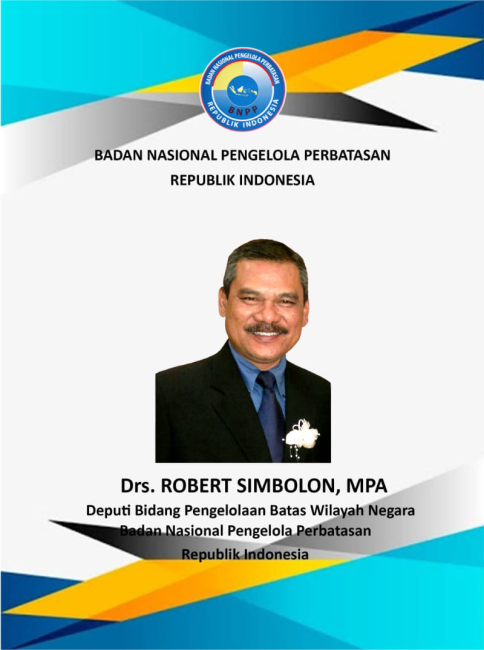 BADAN NASIONAL PENGELOLA PERBATASAN
BNPP
REPUBLIK INDONESIA
BADAN NASIONAL PENGELOLA PERBATASAN
REPUBLIK INDONESIA
Drs. ROBERT SIMBOLON, MPA
Deputi Bidang Pengelolaan Batas Wilayah Negara
Badan Nasional Pengelola Perbatasan
Republik Indonesia